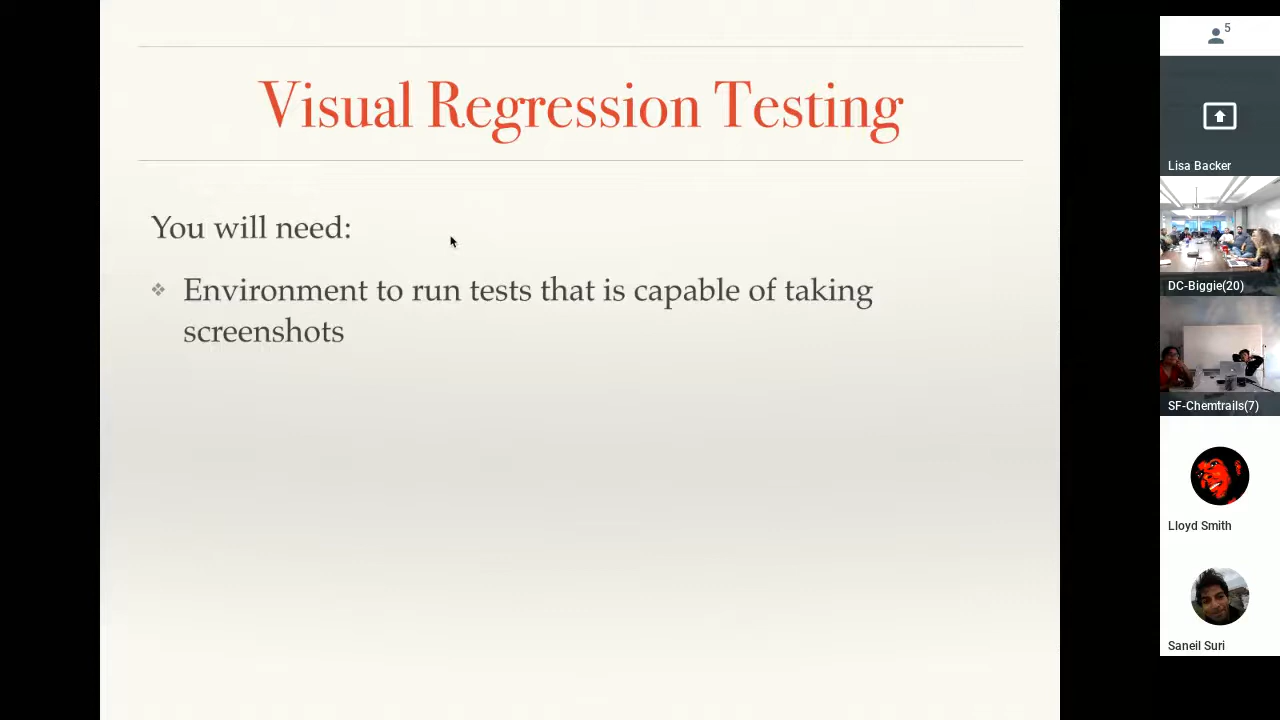 Visual Regression Testing
You will need:
Environment to run tests that is capable of taking
screenshots
5
Lisa Backer
DC-Biggie(20)
SF-Chemtrails(7)
Lloyd Smith
Saneil Suri